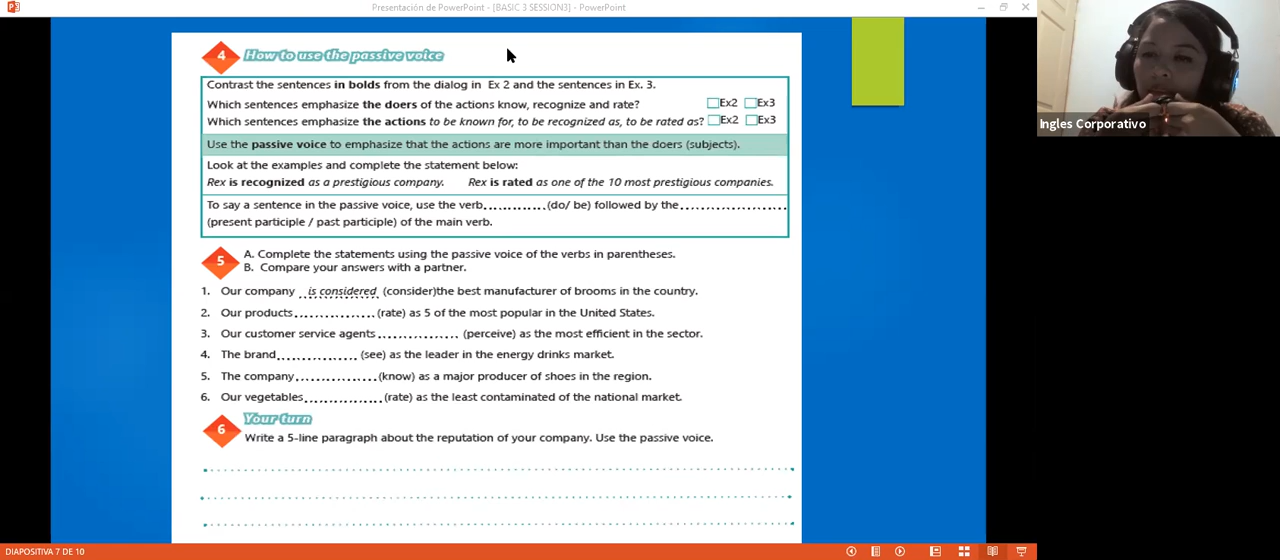 Presentación de PowerPoint - [BASIC 3 SESSION3] - PowerPoint
4 How to use the passive voice
Contrast the sentences in bolds from the dialog in Ex 2 and the sentences in Ex. 3.
Which sentences emphasize the doers of the actions know, recognize and rate? Ex2 Ex3
Which sentences emphasize the actions to be known for, to be recognized as, to be rated as? Ex2 Ex3
Use the passive voice to emphasize that the actions are more important than the doers (subjects).
Look at the examples and complete the statement below:
Rex is recognized as a prestigious company. Rex is rated as one of the 10 most prestigious companies.
To say a sentence in the passive voice, use the verb............(do/ be) followed by the.....................
(present participle / past participle) of the main verb.
5 A. Complete the statements using the passive voice of the verbs in parentheses.
B. Compare your answers with a partner.
1. Our company is considered (consider)the best manufacturer of brooms in the country.
2. Our products............... (rate) as 5 of the most popular in the United States.
3. Our customer service agents ............... (perceive) as the most efficient in the sector.
4. The brand............... (see) as the leader in the energy drinks market.
5. The company...............(know) as a major producer of shoes in the region.
6. Our vegetables...............(rate) as the least contaminated of the national market.
6 Your turn
Write a 5-line paragraph about the reputation of your company. Use the passive voice.
DIAPOSITIVA 7 DE 10
Ingles Corporativo